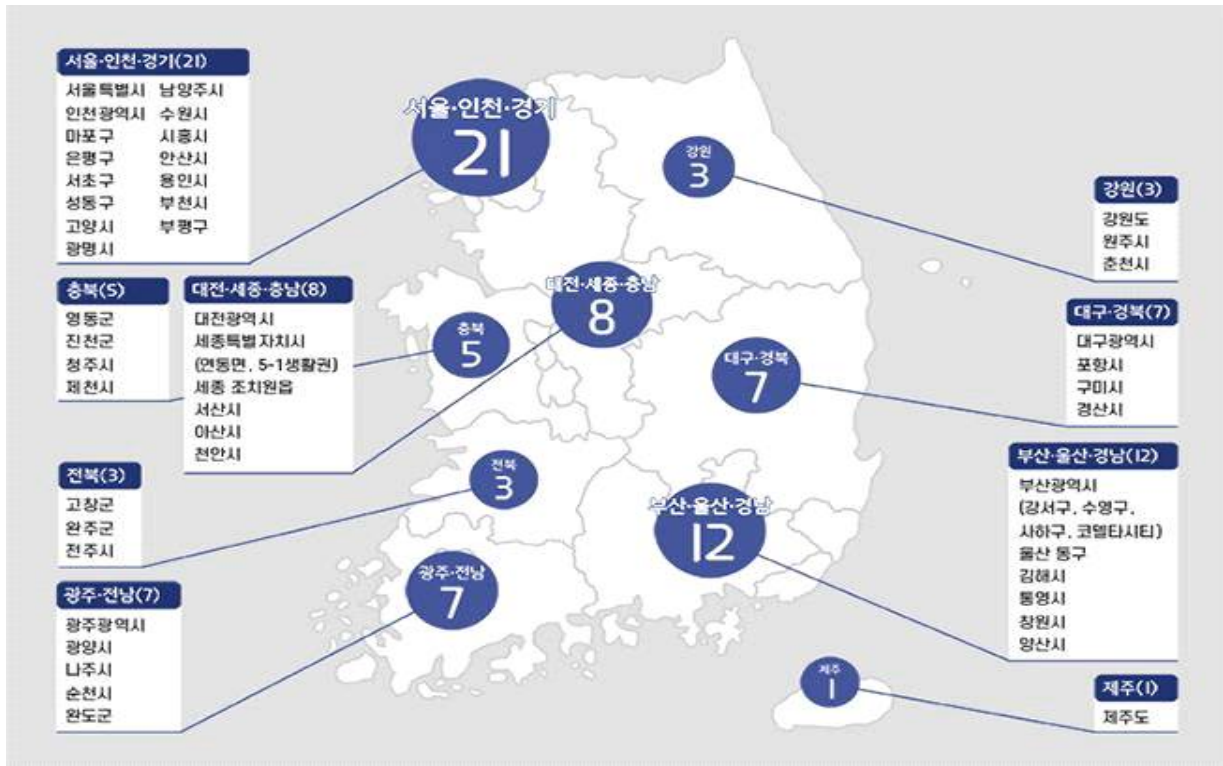 서울·인천·경기(21)
서울특별시 남양주시
인천광역시 수원시
마포구 시흥시
은평구 안산시
서초구 용인시
성동구 부천시
고양시 부평구
광명시
서울·인천·경기
21
강원
3
강원(3)
강원도
원주시
춘천시
충북(5)
영동군
진천군
청주시
제천시
대전·세종·충남(8)
대전광역시
세종특별자치시
(연동면, 5-1생활권)
세종 조치원읍
서산시
아산시
천안시
대전·세종·충남
8
충북
5
대구·경북
7
대구·경북(7)
대구광역시
포항시
구미시
경산시
전북(3)
고창군
완주군
전주시
전북
3
부산·울산·경남
12
부산·울산·경남(12)
부산광역시
(강서구, 수영구,
사하구, 코델타시티)
울산 동구
김해시
통영시
창원시
양산시
광주·전남(7)
광주광역시
광양시
나주시
순천시
완도군
광주·전남
7
제주
1
제주(1)
제주도